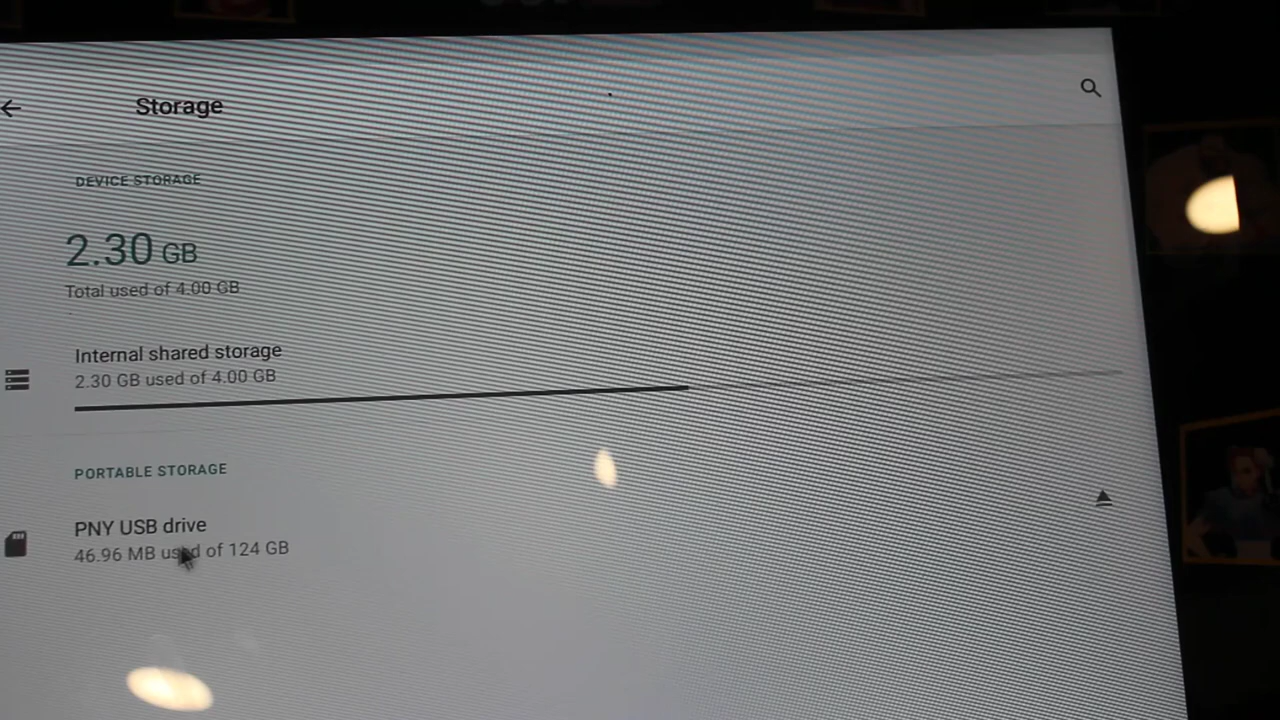 Storage
DEVICE STORAGE
2.30 GB
Total used of 4.00 GB
Internal shared storage
2.30 GB used of 4.00 GB
PORTABLE STORAGE
PNY USB drive
46.96 MB used of 124 GB